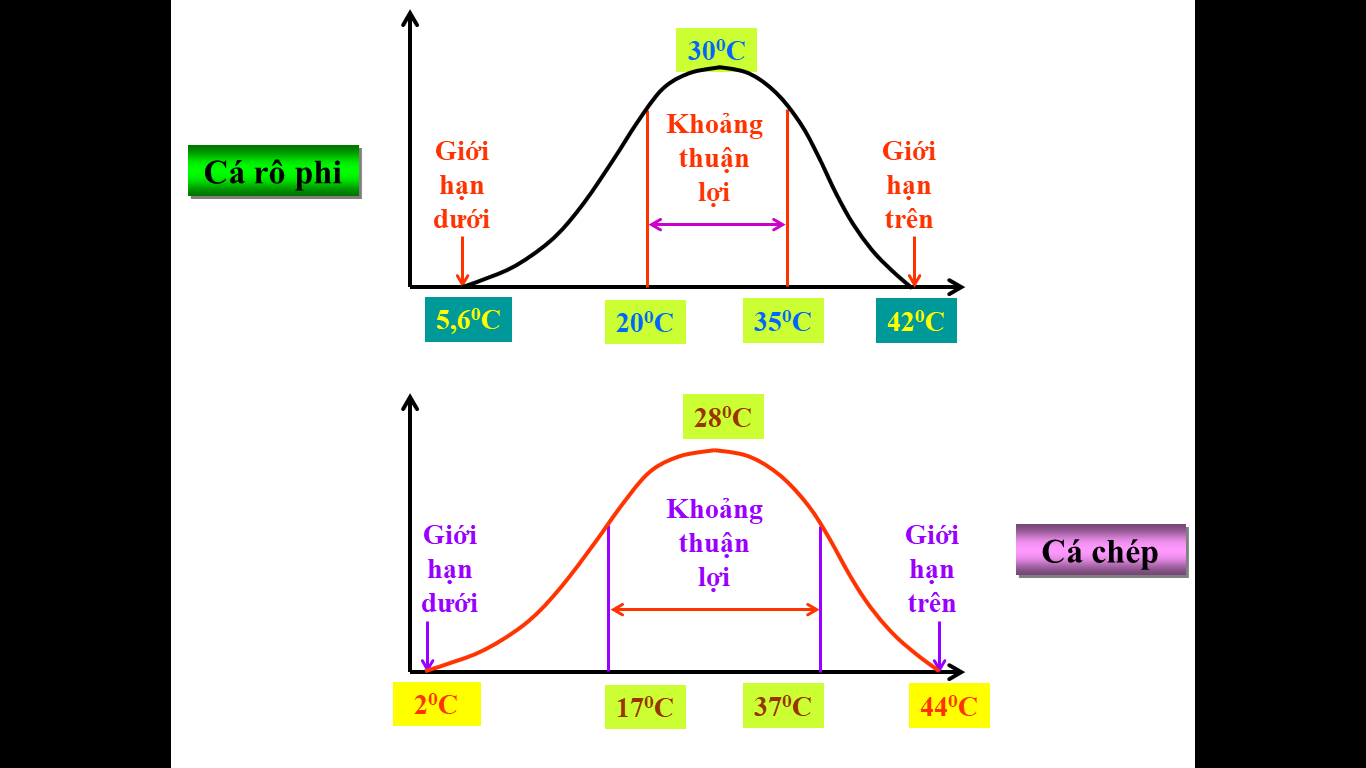 30⁰C
Cá rô phi
Giới
hạn
dưới
Khoảng
thuận
lợi
Giới
hạn
trên
5,6⁰C
20⁰C
35⁰C
42⁰C
28⁰C
Giới
hạn
dưới
Khoảng
thuận
lợi
Giới
hạn
trên
Cá chép
2⁰C
17⁰C
37⁰C
44⁰C